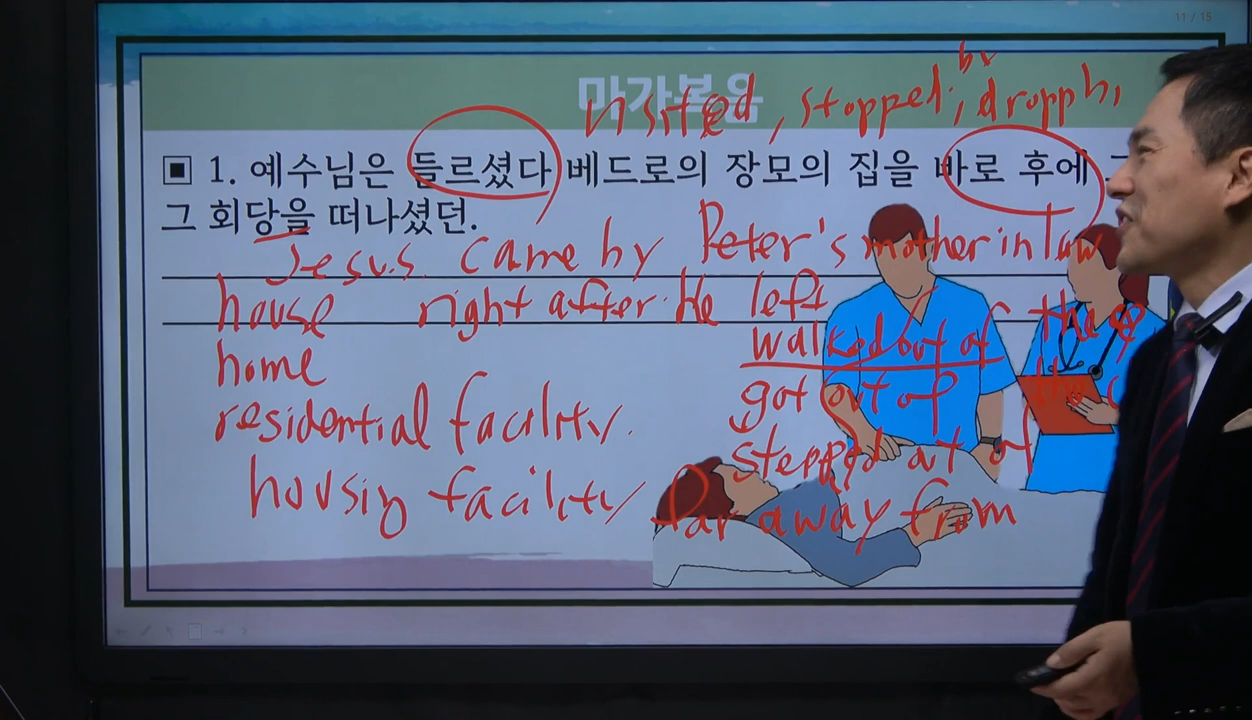 11 / 15
마가복음
visited, stopped by, dropp
▣ 1. 예수님은 들르셨다 베드로의 장모의 집을 바로 후에 그
그 회당을 떠나셨던.
Jesus came by Peter's mother in law
house right after He left
home walked out of the
residential facility. got out of the
stepped out of
housing facility far away from